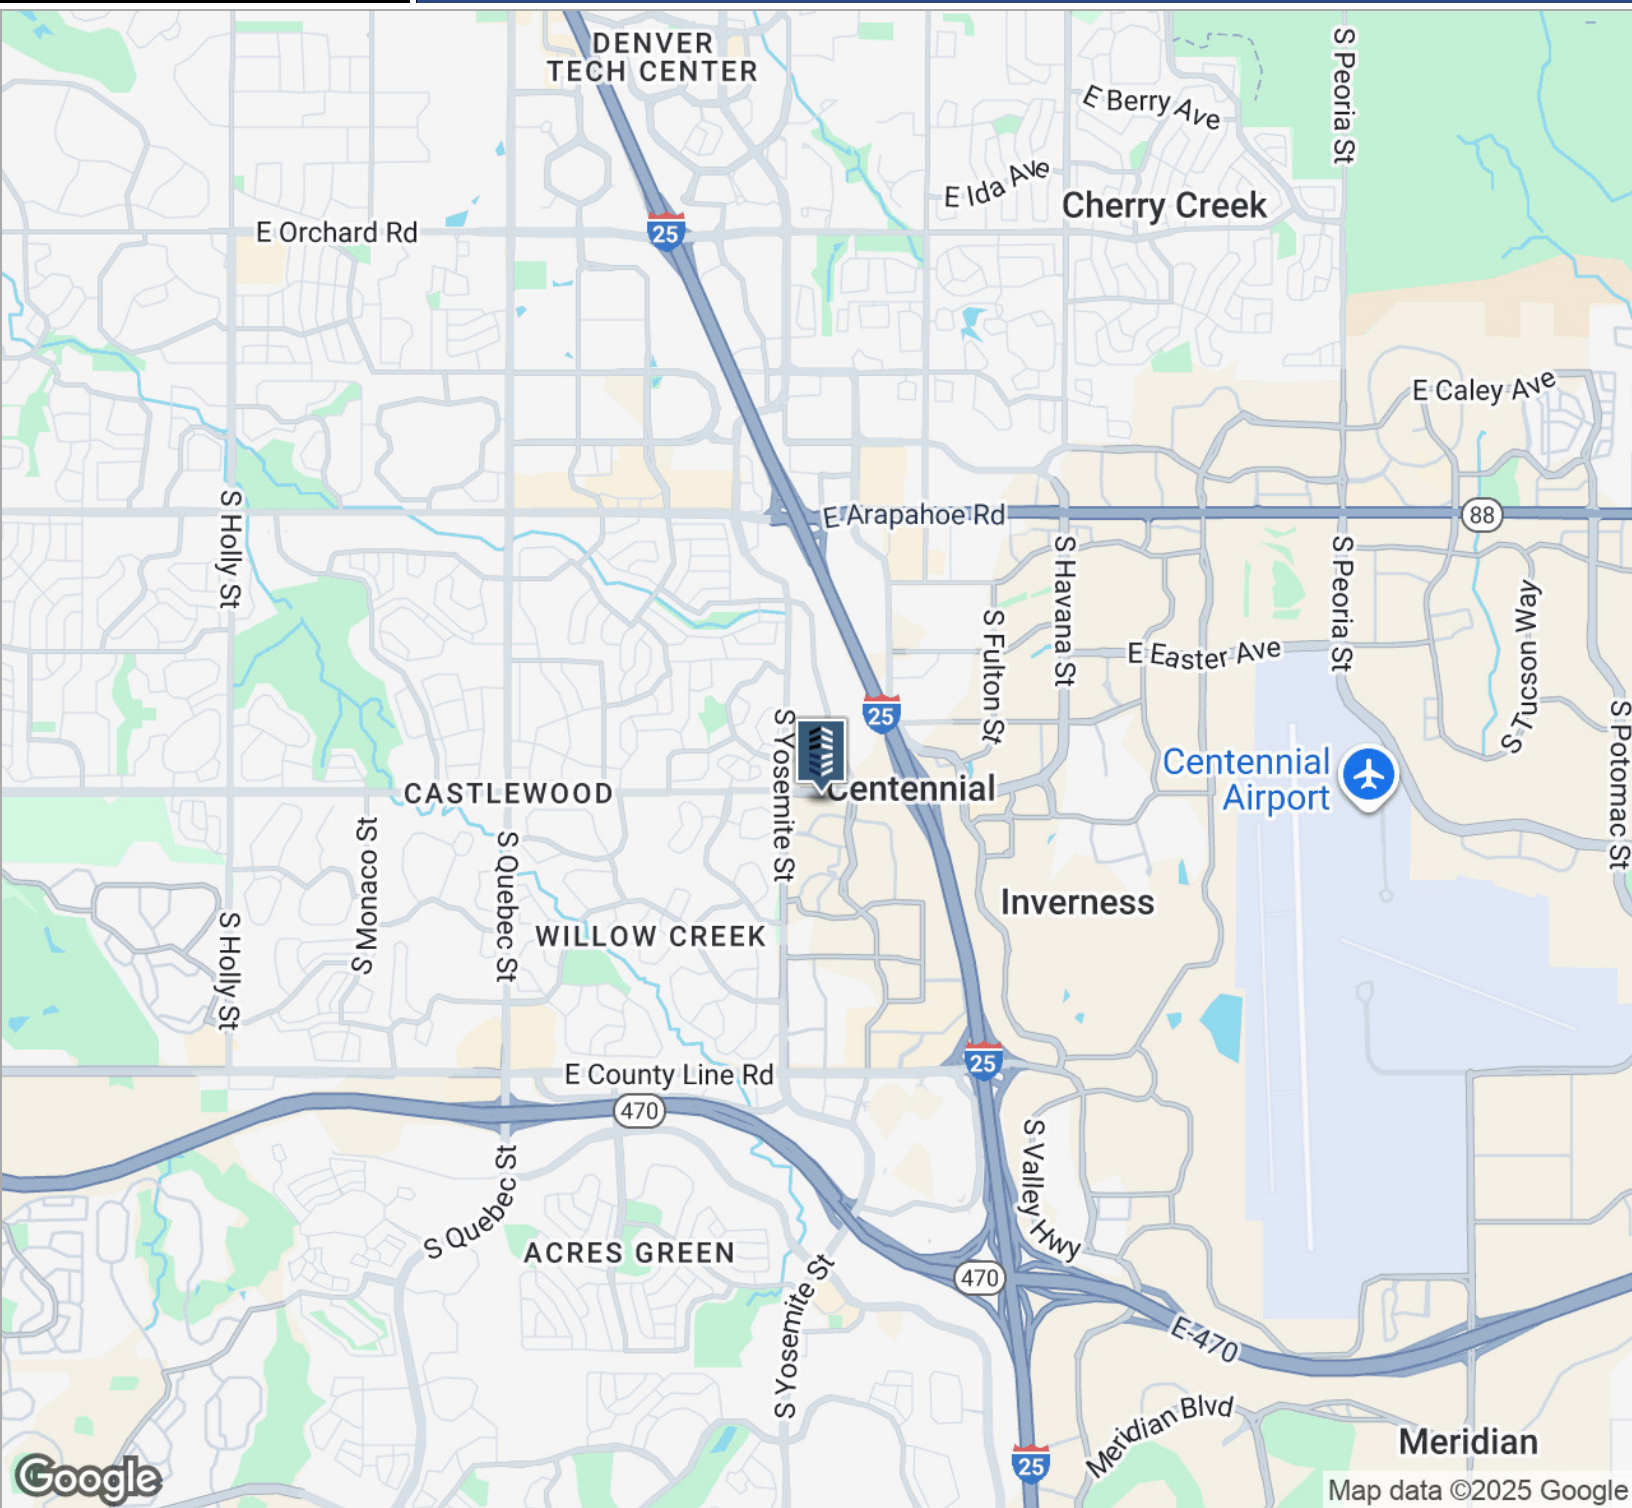 DENVER
TECH CENTER
S Peoria St
E Berry Ave
E Ida Ave
Cherry Creek
E Orchard Rd
25
E Caley Ave
S Holly St
E Arapahoe Rd
88
S Havana St
S Peoria St
S Fulton St
E Easter Ave
S Tucson Way
S Yosemite St
25
S Potomac St
Centennial
Airport
CASTLEWOOD
Centennial
S Monaco St
S Quebec St
S Holly St
Inverness
WILLOW CREEK
25
E County Line Rd
470
S Valley Hwy
S Quebec St
ACRES GREEN
470
S Yosemite St
E-470
Meridian Blvd
Meridian
25
Google
Map data ©2025 Google